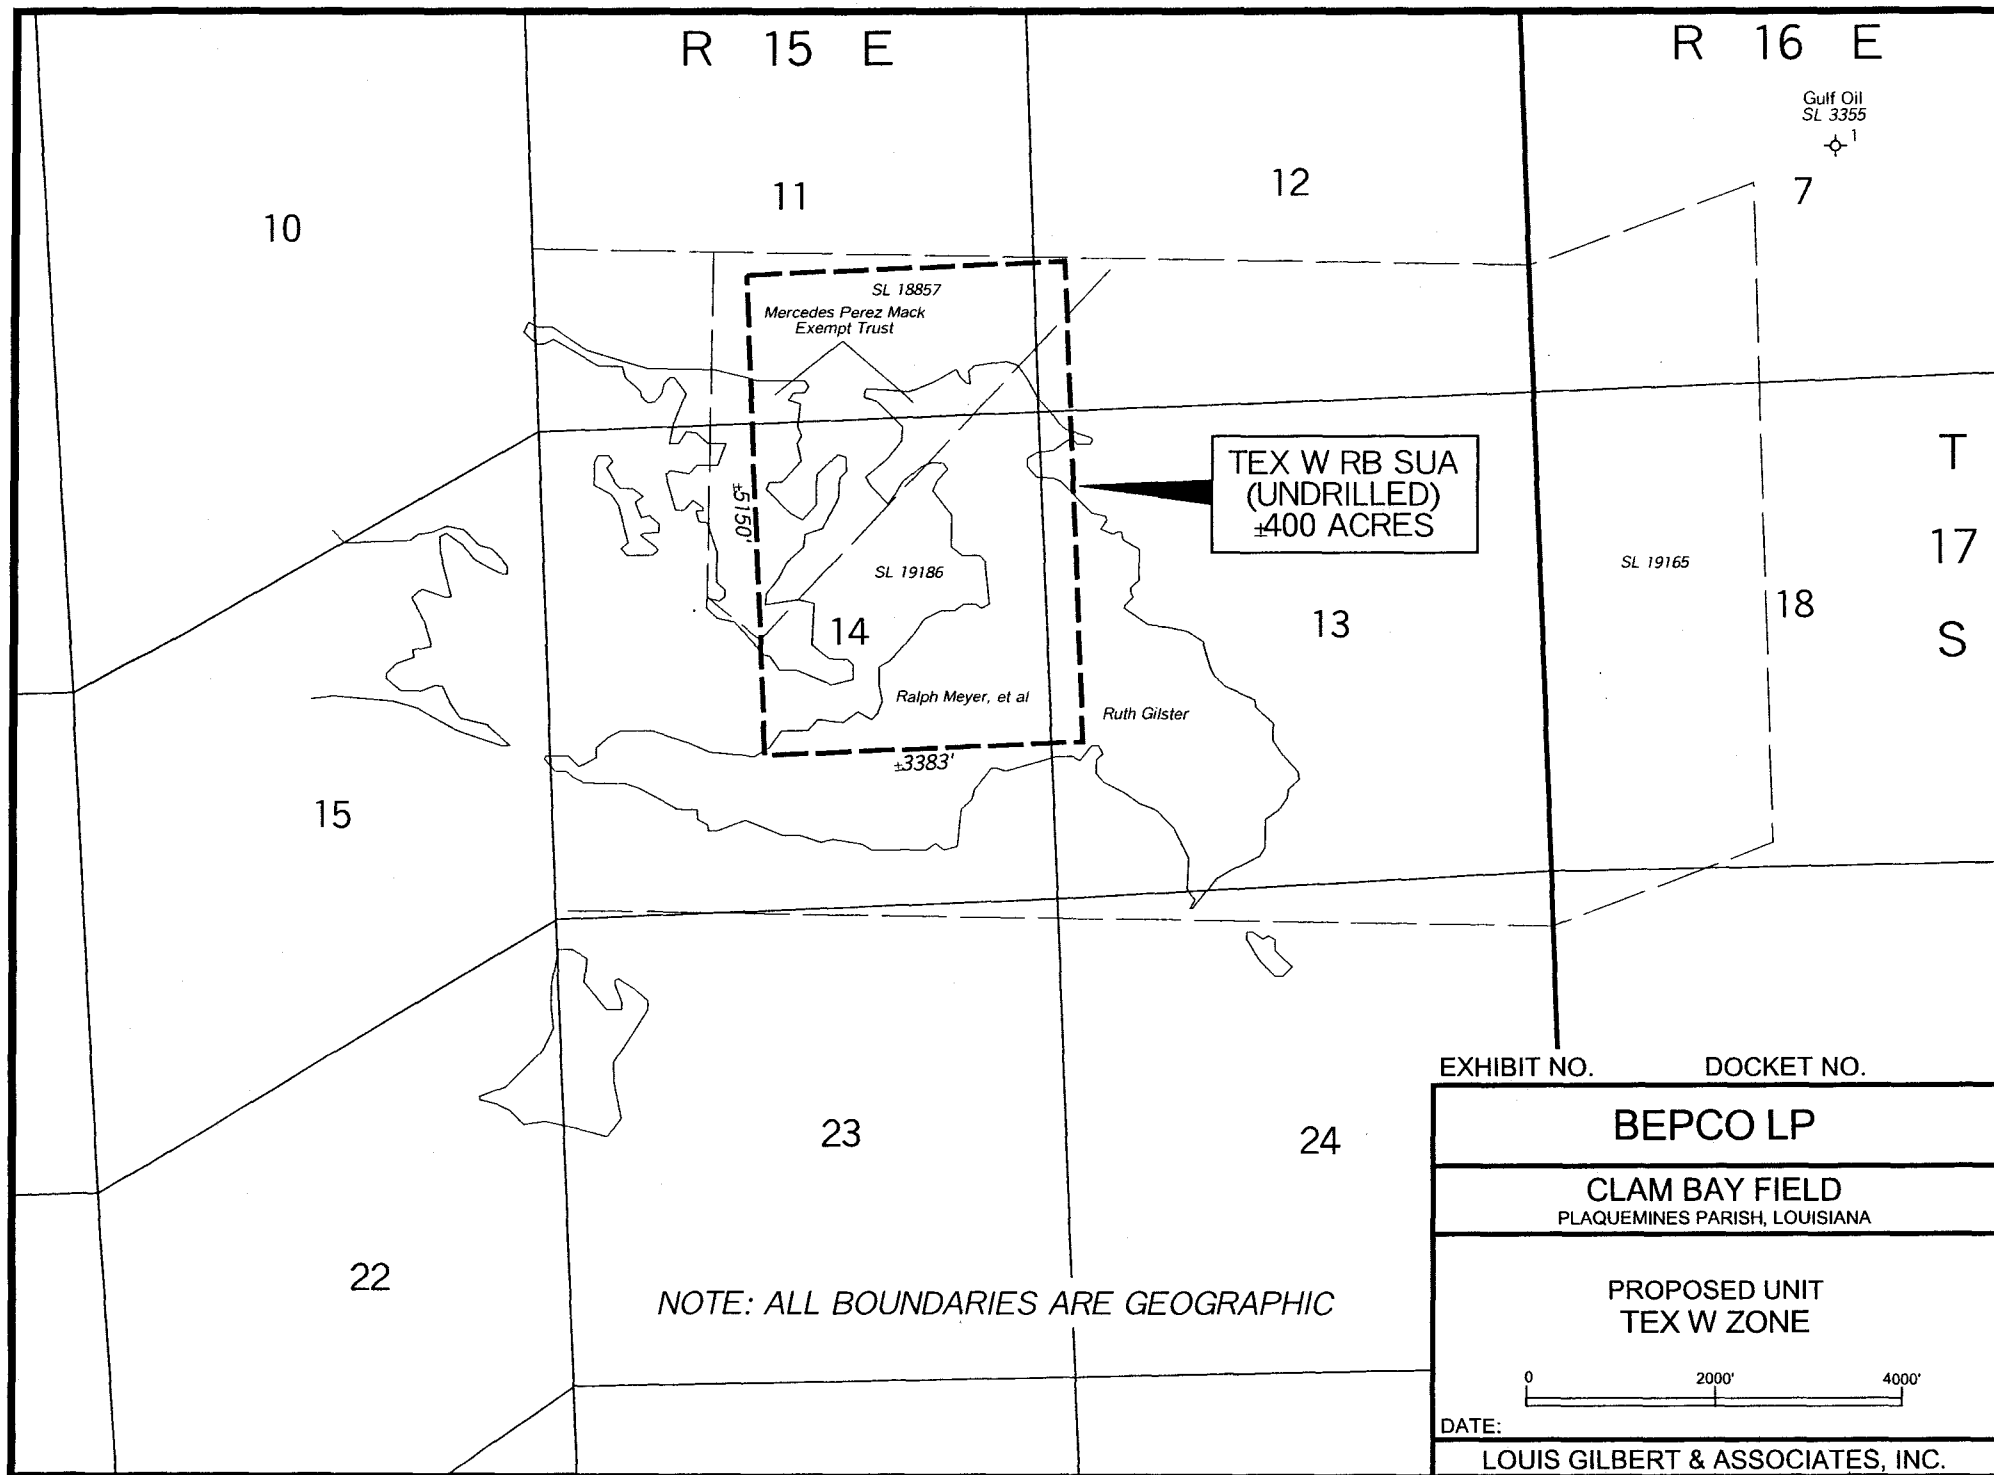 R 15 E
R 16 E
Gulf Oil
SL 3355
1
7
12
11
10
SL 18857
Mercedes Perez Mack
Exempt Trust
TEX W RB SUA
(UNDRILLED)
±400 ACRES
T
17
S
±5150'
SL 19186
SL 19165
18
13
14
Ralph Meyer, et al
Ruth Gilster
±3383'
15
EXHIBIT NO. DOCKET NO.
BEPCO LP
CLAM BAY FIELD
PLAQUEMINES PARISH, LOUISIANA
23
24
22
NOTE: ALL BOUNDARIES ARE GEOGRAPHIC
PROPOSED UNIT
TEX W ZONE
0 2000' 4000'
DATE:
LOUIS GILBERT & ASSOCIATES, INC.